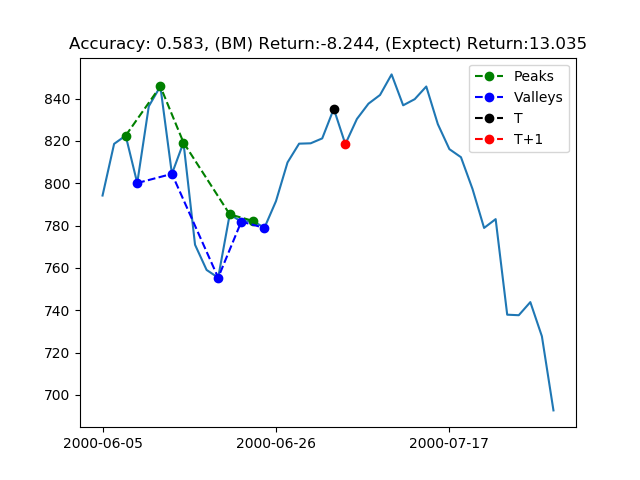 Accuracy: 0.583, (BM) Return:-8.244, (Exptect) Return:13.035
Peaks
Valleys
T
T+1
840
820
800
780
760
740
720
700
2000-06-05
2000-06-26
2000-07-17